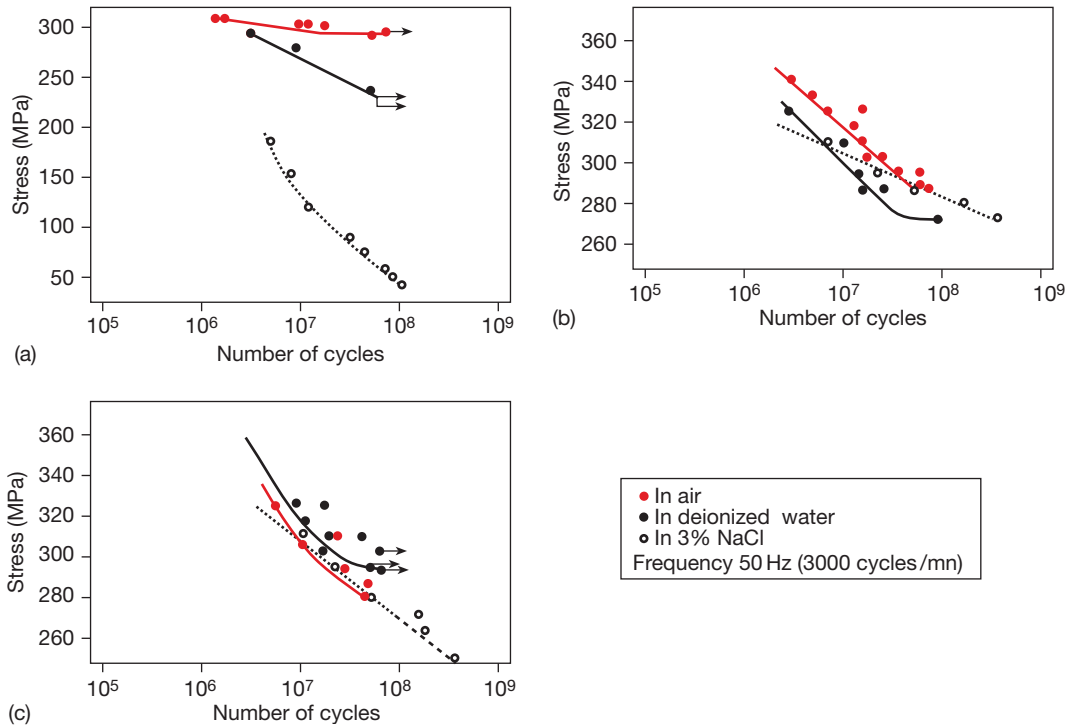 300
250
200
150
100
50
Stress (MPa)
10⁵
10⁶
10⁷
10⁸
10⁹
Number of cycles
(a)
360
340
320
300
280
260
Stress (MPa)
10⁵
10⁶
10⁷
10⁸
10⁹
Number of cycles
(b)
360
340
320
300
280
260
Stress (MPa)
10⁵
10⁶
10⁷
10⁸
10⁹
Number of cycles
(c)
In air
In deionized water
In 3% NaCl
Frequency 50 Hz (3000 cycles/mn)